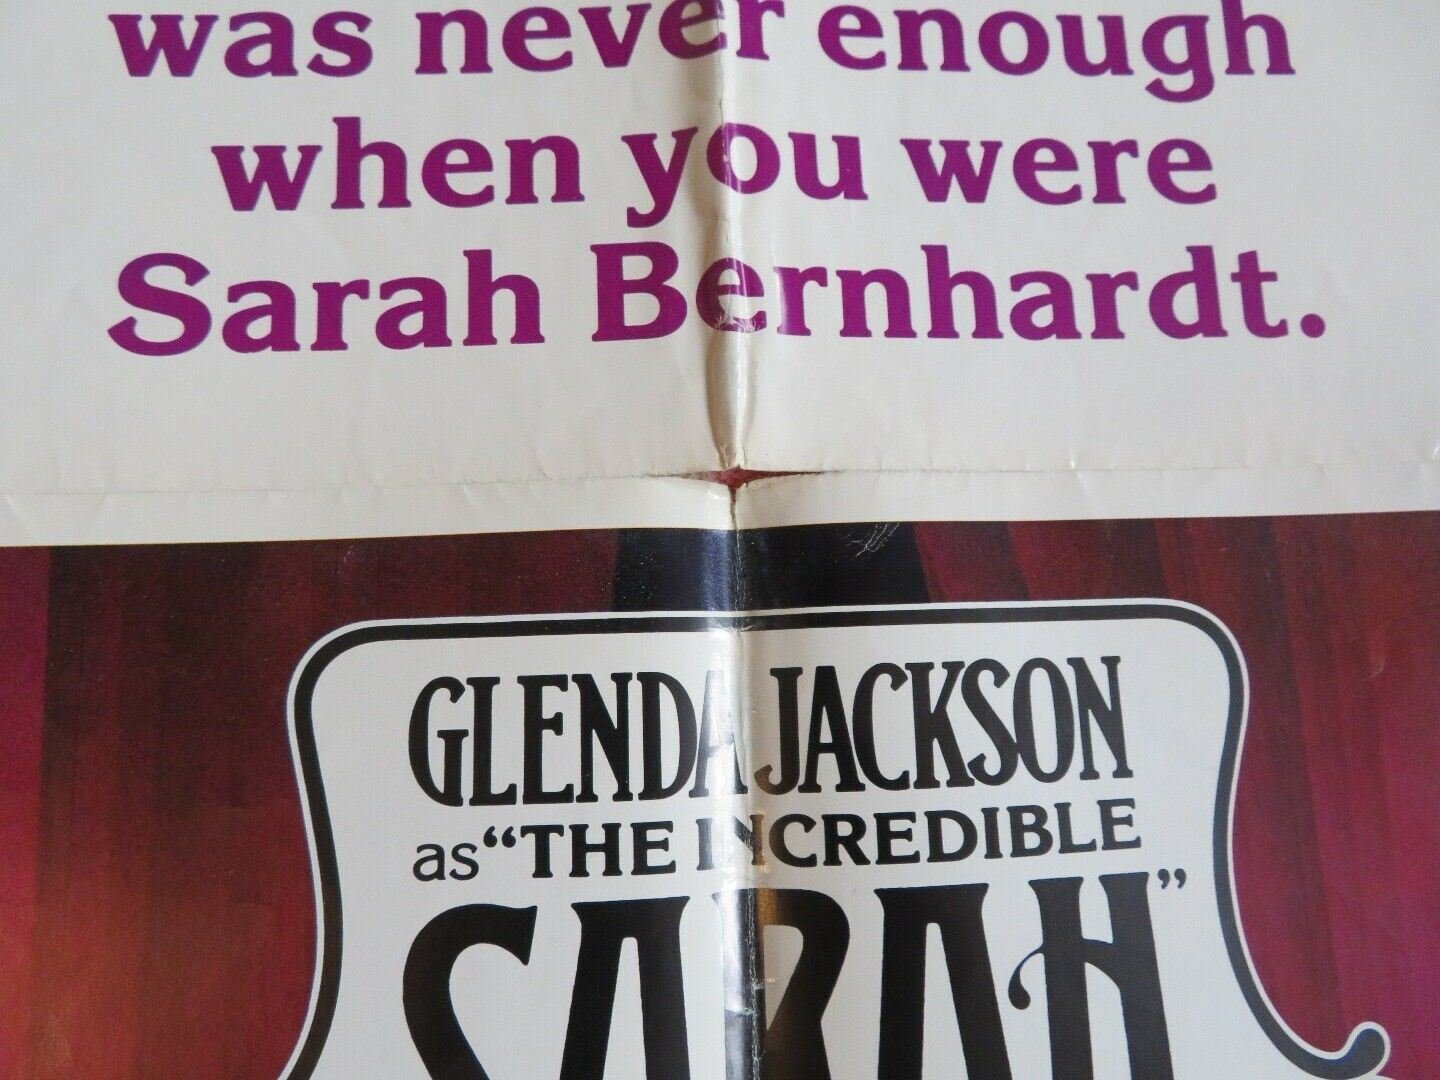 was never enough
when you were
Sarah Bernhardt.
GLENDA JACKSON
as "THE INCREDIBLE
SARAH"